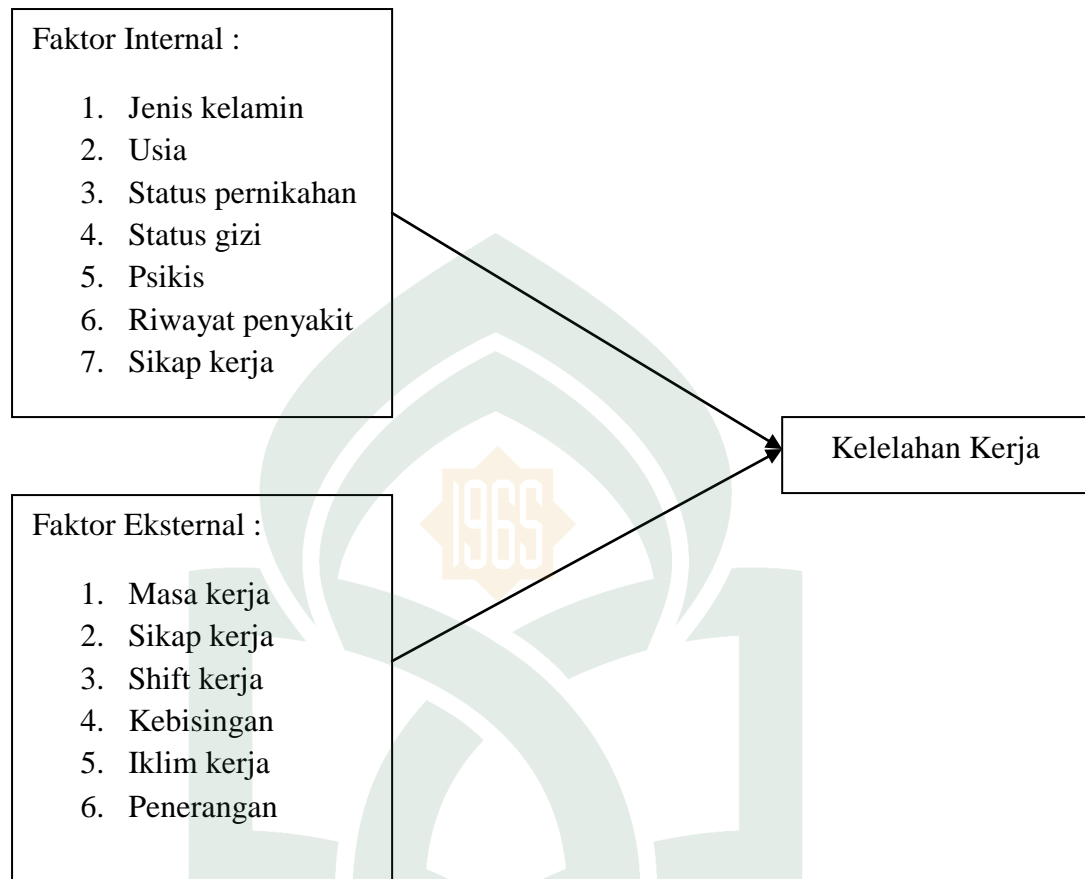 Faktor Internal :
1. Jenis kelamin
2. Usia
3. Status pernikahan
4. Status gizi
5. Psikis
6. Riwayat penyakit
7. Sikap kerja
Kelelahan Kerja
1965
Faktor Eksternal :
1. Masa kerja
2. Sikap kerja
3. Shift kerja
4. Kebisingan
5. Iklim kerja
6. Penerangan